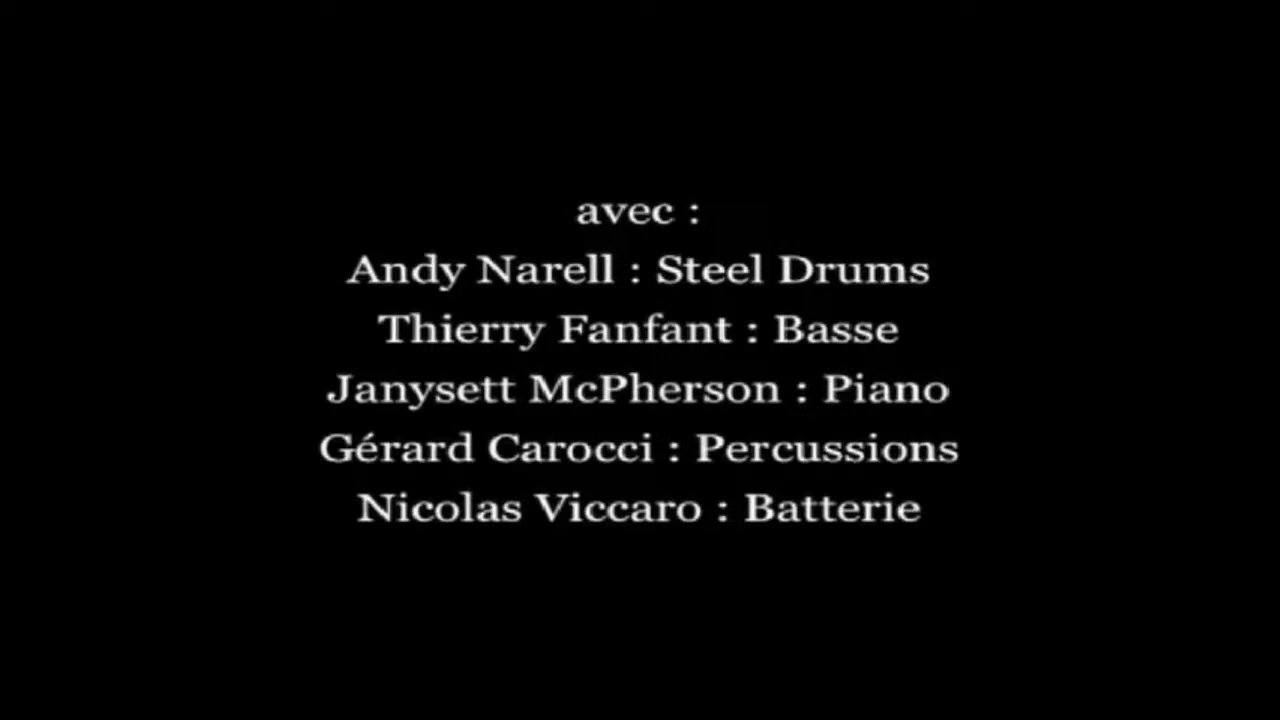 avec :
Andy Narell : Steel Drums
Thierry Fanfant : Basse
Janysett McPherson : Piano
Gérard Carocci : Percussions
Nicolas Viccaro : Batterie